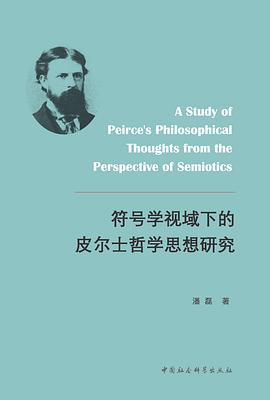 A Study of
Peirce's Philosophical
Thoughts from the
Perspective of Semiotics
符号学视域下的
皮尔士哲学思想研究
潘磊 著
中国社会科学出版社